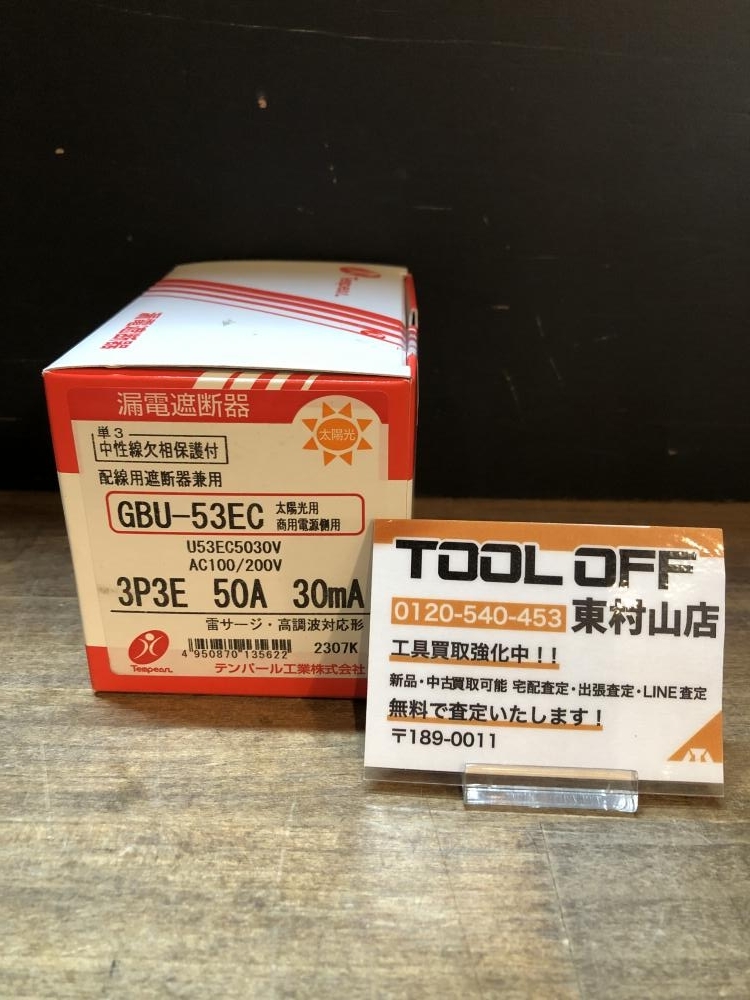 Tempearl
漏電遮断器
漏電遮断器
太陽光
単3
中性線欠相保護付
配線用遮断器兼用
GBU-53EC
太陽光用
商用電源側用
U53EC5030V
AC100/200V
3P3E 50A 30mA
雷サージ・高調波対応形
4 950870 135622
2307K
Tempearl
テンパール工業株式会社
TOOL OFF
0120-540-453 東村山店
工具買取強化中!!
新品・中古買取可能 宅配査定・出張査定・LINE査定
無料で査定いたします!
〒189-0011